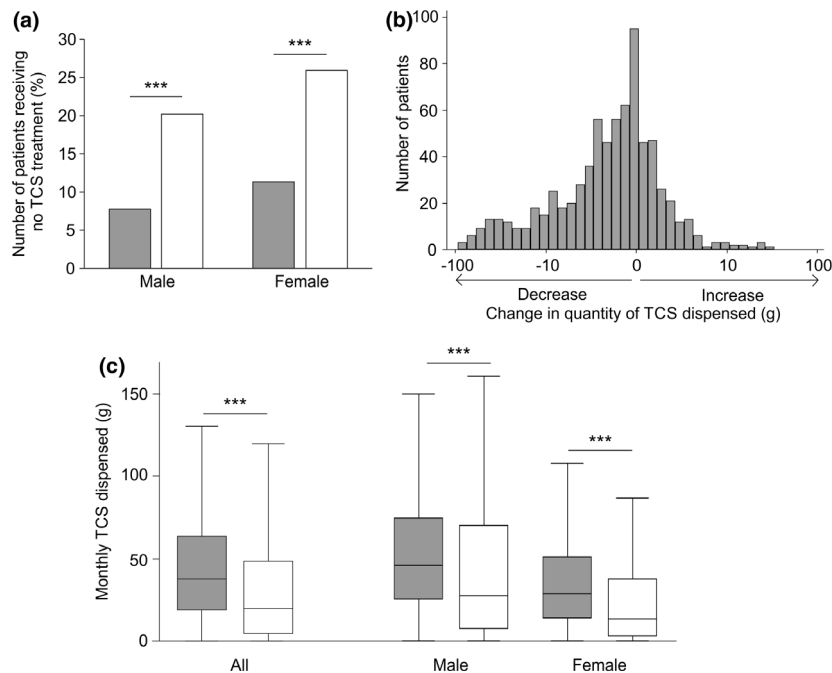 (a)
Number of patients receiving
no TCS treatment (%)
30
25
20
15
10
5
0
***
***
Male
Female
(b)
Number of patients
100
80
60
40
20
0
-100
-10
0
10
100
Decrease
Increase
Change in quantity of TCS dispensed (g)
(c)
Monthly TCS dispensed (g)
150
100
50
0
***
***
***
All
Male
Female